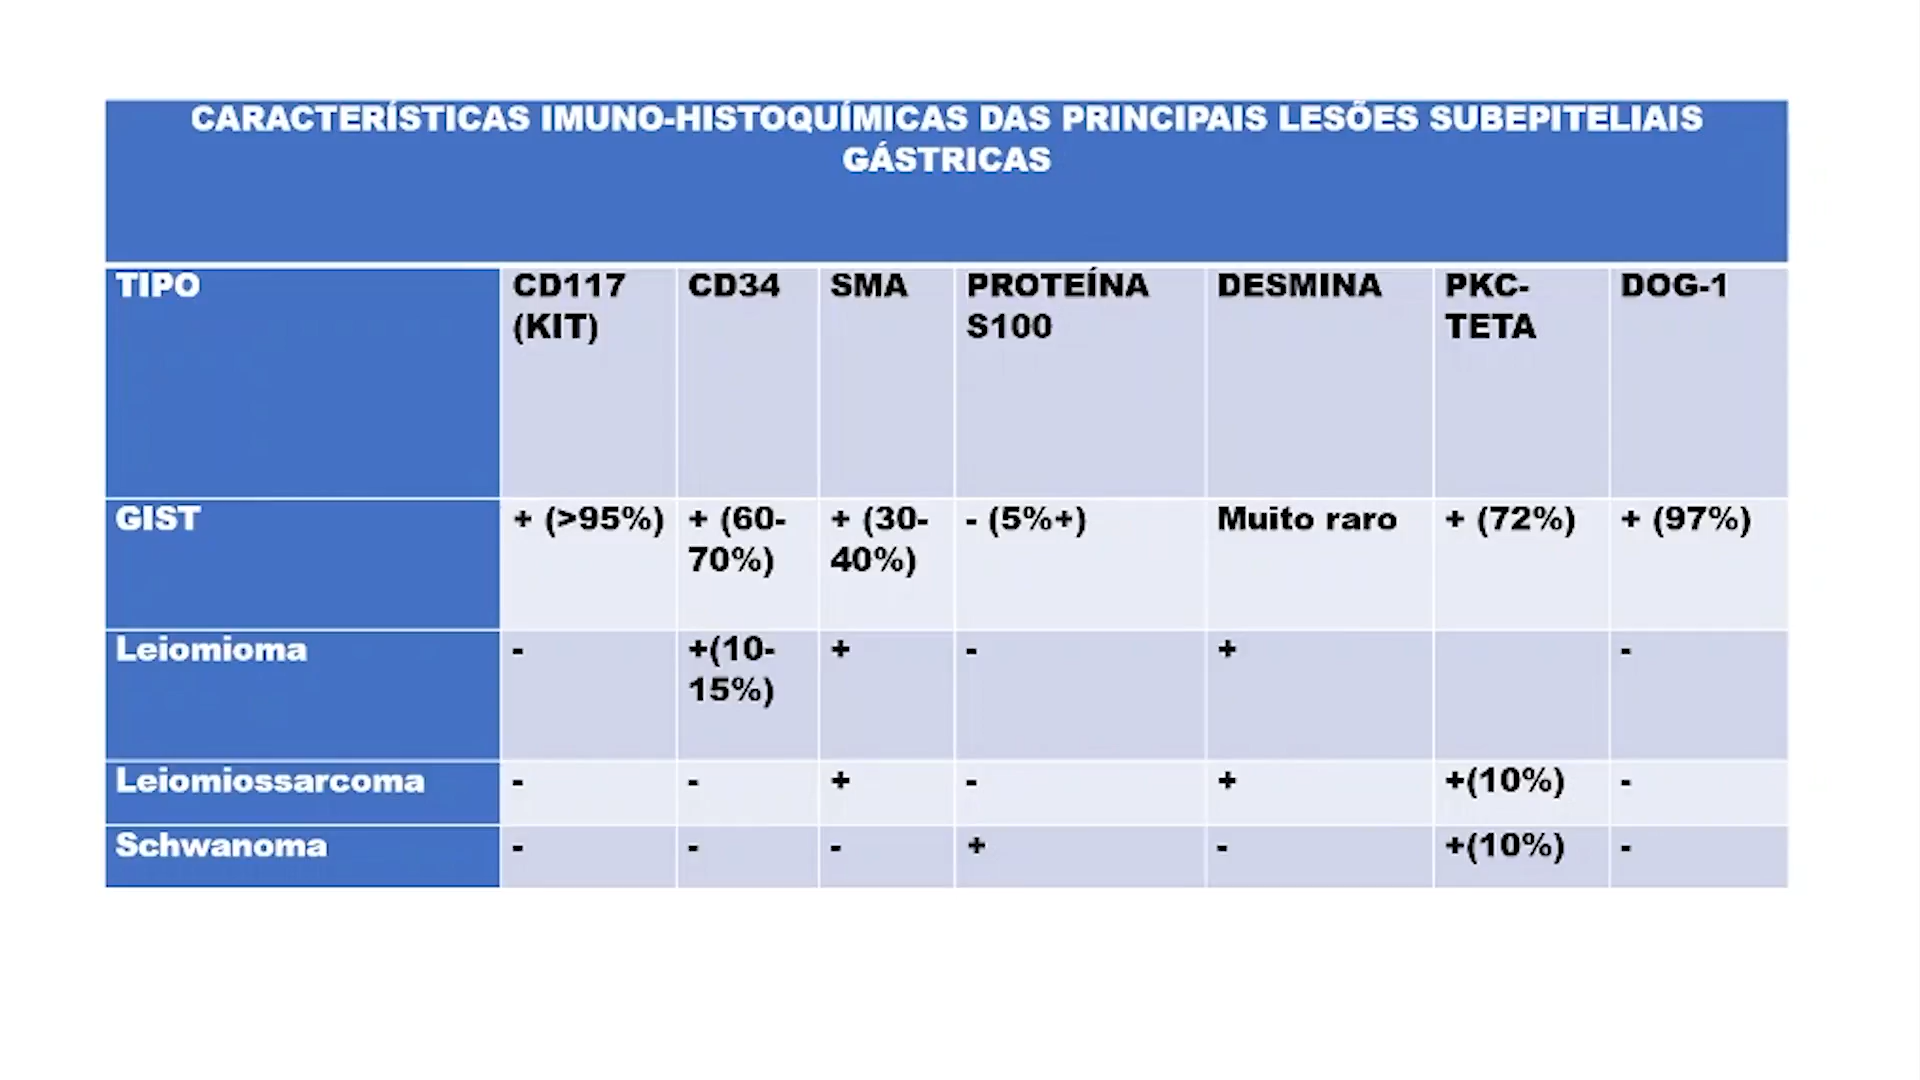 CARACTERÍSTICAS IMUNO-HISTOQUÍMICAS DAS PRINCIPAIS LESÕES SUBEPITELIAIS
GÁSTRICAS
TIPO CD117 CD34 SMA PROTEÍNA DESMINA PKC- DOG-1
(KIT) S100 TETA
GIST + (>95%) + (60- + (30- - (5%+) Muito raro + (72%) + (97%)
70%) 40%)
Leiomioma - +(10- + - + -
15%)
Leiomiossarcoma - - + - + +(10%) -
Schwanoma - - - + - +(10%) -